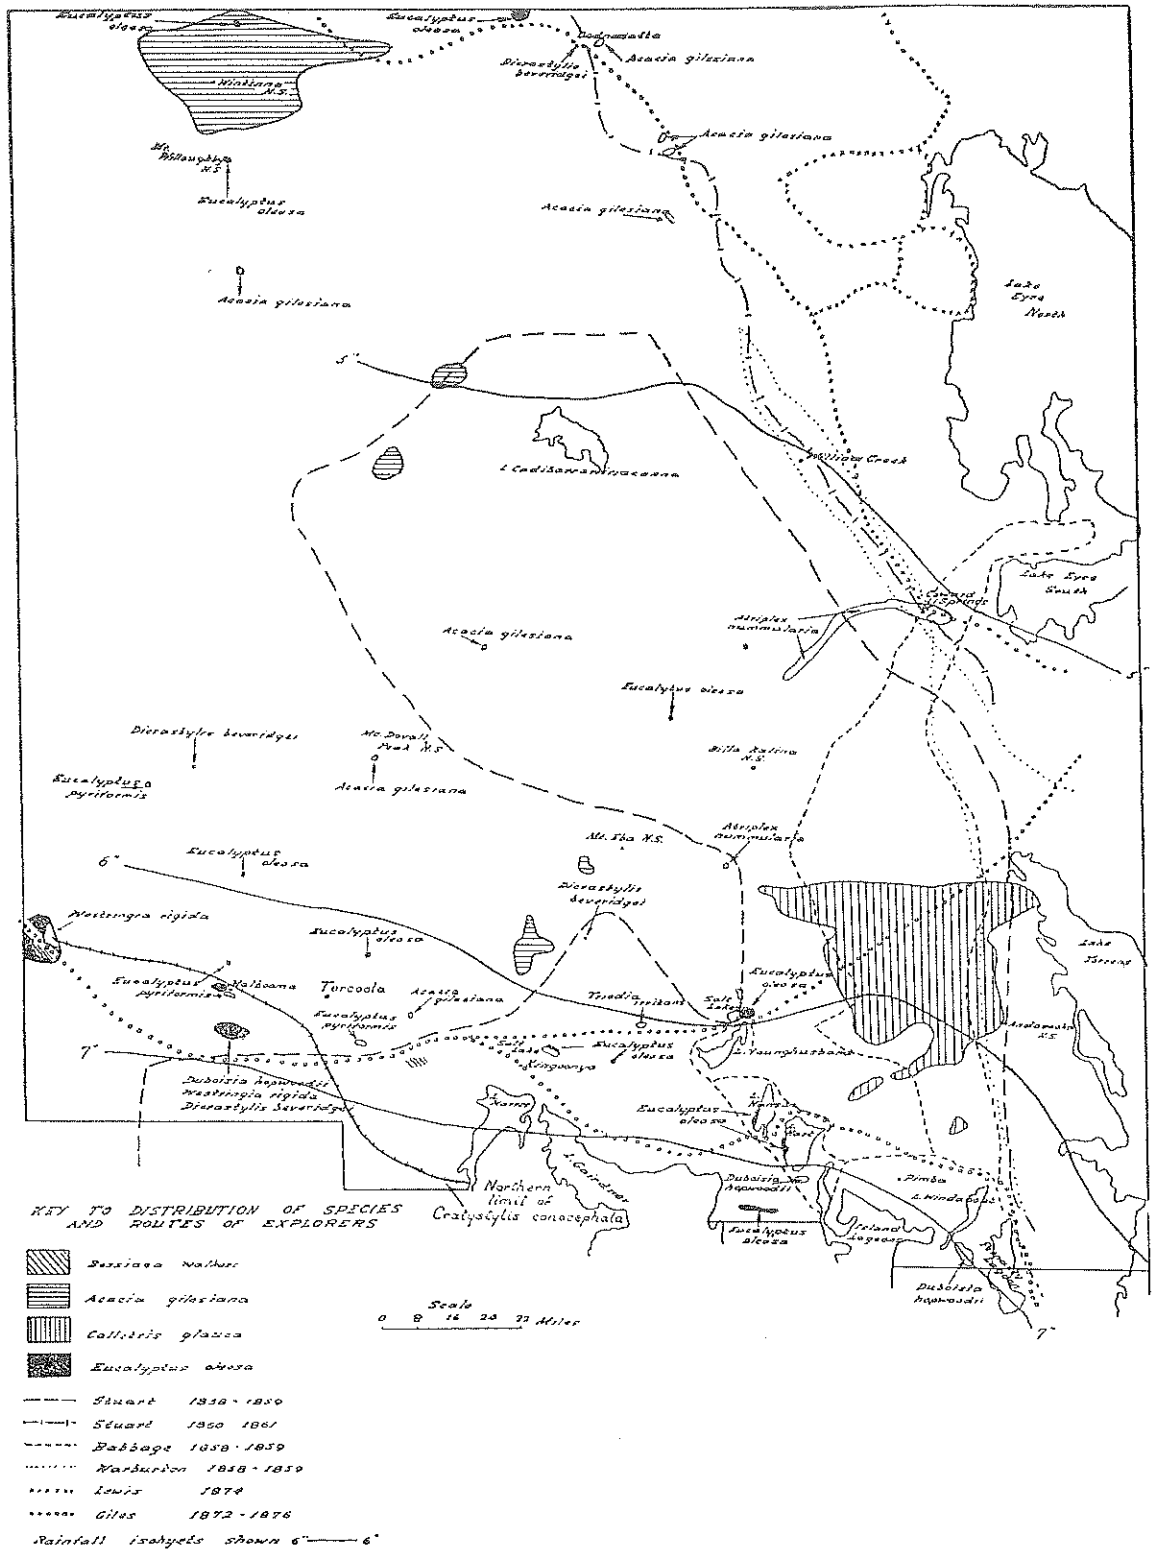 Eucalyptus
oleosa
Eucalyptus
oleosa
Dicrastylis
beveridgei
Acacia gilesiana
Wintinna
H.S.
Acacia gilesiana
Mt.
Willoughby
H.S.
Eucalyptus
oleosa
Acacia gilesiana
Acacia gilesiana
Lake
Eyre
North
5"
William Creek
L. Cadibarrawirracanna
Lake Eyre
South
Coward
Springs
Atriplex
nummularia
Acacia gilesiana
5"
Eucalyptus oleosa
Dicrastylis beveridgei
Mc. Douall
Peak H.S
Billa Kalina
H.S.
Eucalyptus
pyriformis
Acacia gilesiana
Mt. Eba H.S.
Atriplex
nummularia
Eucalyptus
oleosa
6"
Dicrastylis
beveridgei
Westringia rigida
Eucalyptus
oleosa
Lake
Torrens
Eucalyptus
pyriformis
Malbooma
Tarcoola
Acacia
gilesiana
Triodia
irritans
Salt
Lake
Eucalyptus
oleosa
Eucalyptus
pyriformis
Andamooka
H.S.
7"
Salt
Lake
Kingoonya
Eucalyptus
oleosa
L. Younghusband
Duboisia hopwoodii
Westringia rigida
Dicrastylis beveridgei
L. Harris
Eucalyptus
oleosa
L.
Hanson
Hart
L. Gairdner
Duboisia
hopwoodii
Pimba
L. Windabout
Northern
limit of
Cratystylis conocephala
Eucalyptus
oleosa
Island
Lagoon
Pernatty
Lagoon
Duboisia
hopwoodii
7"
KEY TO DISTRIBUTION OF SPECIES
AND ROUTES OF EXPLORERS
Acacia gilesiana
Callitris glauca
Eucalyptus oleosa
Scale
0 8 16 24 32 Miles
Stuart 1858 - 1859
Stuart 1860 1861
Babbage 1858 - 1859
Warburton 1858 - 1859
Lewis 1874
Giles 1872 - 1876
Rainfall isohyets shown 6" 6"